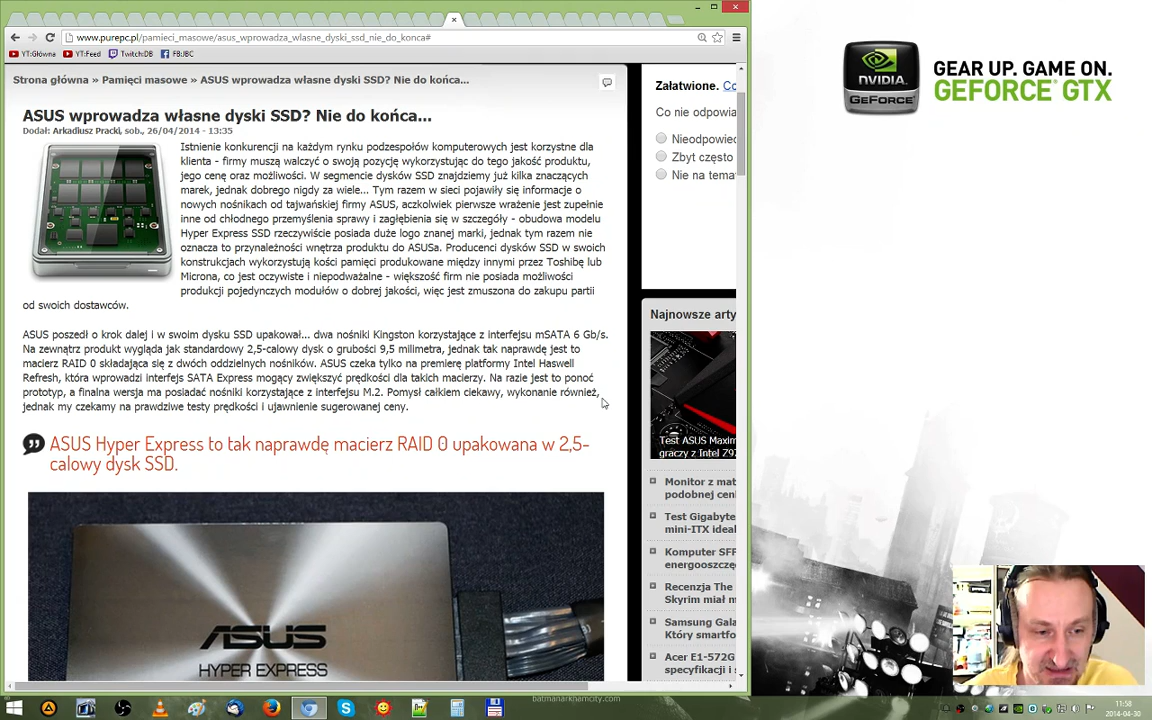 www.purepc.pl/pamieci_masowe/asus_wprowadza_wlasne_dyski_ssd_nie_do_konca#
YT:Główna
YT:Feed
Twitch:DB
FB:JBC
Strona główna » Pamięci masowe » ASUS wprowadza własne dyski SSD? Nie do końca...
ASUS wprowadza własne dyski SSD? Nie do końca...
Dodał: Arkadiusz Pracki, sob., 26/04/2014 - 13:35
Istnienie konkurencji na każdym rynku podzespołów komputerowych jest korzystne dla
klienta - firmy muszą walczyć o swoją pozycję wykorzystując do tego jakość produktu,
jego cenę oraz możliwości. W segmencie dysków SSD znajdziemy już kilka znaczących
marek, jednak dobrego nigdy za wiele... Tym razem w sieci pojawiły się informacje o
nowych nośnikach od tajwańskiej firmy ASUS, aczkolwiek pierwsze wrażenie jest zupełnie
inne od chłodnego przemyślenia sprawy i zagłębienia się w szczegóły - obudowa modelu
Hyper Express SSD rzeczywiście posiada duże logo znanej marki, jednak tym razem nie
oznacza to przynależności wnętrza produktu do ASUSa. Producenci dysków SSD w swoich
konstrukcjach wykorzystują kości pamięci produkowane między innymi przez Toshibę lub
Microna, co jest oczywiste i niepodważalne - większość firm nie posiada możliwości
produkcji pojedynczych modułów o dobrej jakości, więc jest zmuszona do zakupu partii
od swoich dostawców.
ASUS poszedł o krok dalej i w swoim dysku SSD upakował... dwa nośniki Kingston korzystające z interfejsu mSATA 6 Gb/s.
Na zewnątrz produkt wygląda jak standardowy 2,5-calowy dysk o grubości 9,5 milimetra, jednak tak naprawdę jest to
macierz RAID 0 składająca się z dwóch oddzielnych nośników. ASUS czeka tylko na premierę platformy Intel Haswell
Refresh, która wprowadzi interfejs SATA Express mogący zwiększyć prędkości dla takich macierzy. Na razie jest to ponoć
prototyp, a finalna wersja ma posiadać nośniki korzystające z interfejsu M.2. Pomysł całkiem ciekawy, wykonanie również,
jednak my czekamy na prawdziwe testy prędkości i ujawnienie sugerowanej ceny.
ASUS Hyper Express to tak naprawdę macierz RAID 0 upakowana w 2,5-
calowy dysk SSD.
ASUS
HYPER EXPRESS
Załatwione. Co
Co nie odpowia
Nieodpowied
Zbyt często
Nie na tema
Najnowsze arty
Test ASUS Maxim
graczy z Intel Z97
Monitor z mat
podobnej ceni
Test Gigabyte
mini-ITX ideal
Komputer SFF
energooszczę
Recenzja The
Skyrim miał m
Samsung Gala
Który smartfo
Acer E1-572G
specyfikacji i s
NVIDIA
GEFORCE
GEAR UP. GAME ON.
GEFORCE GTX
batmanarkhamcity.com
11:58
2014-04-30